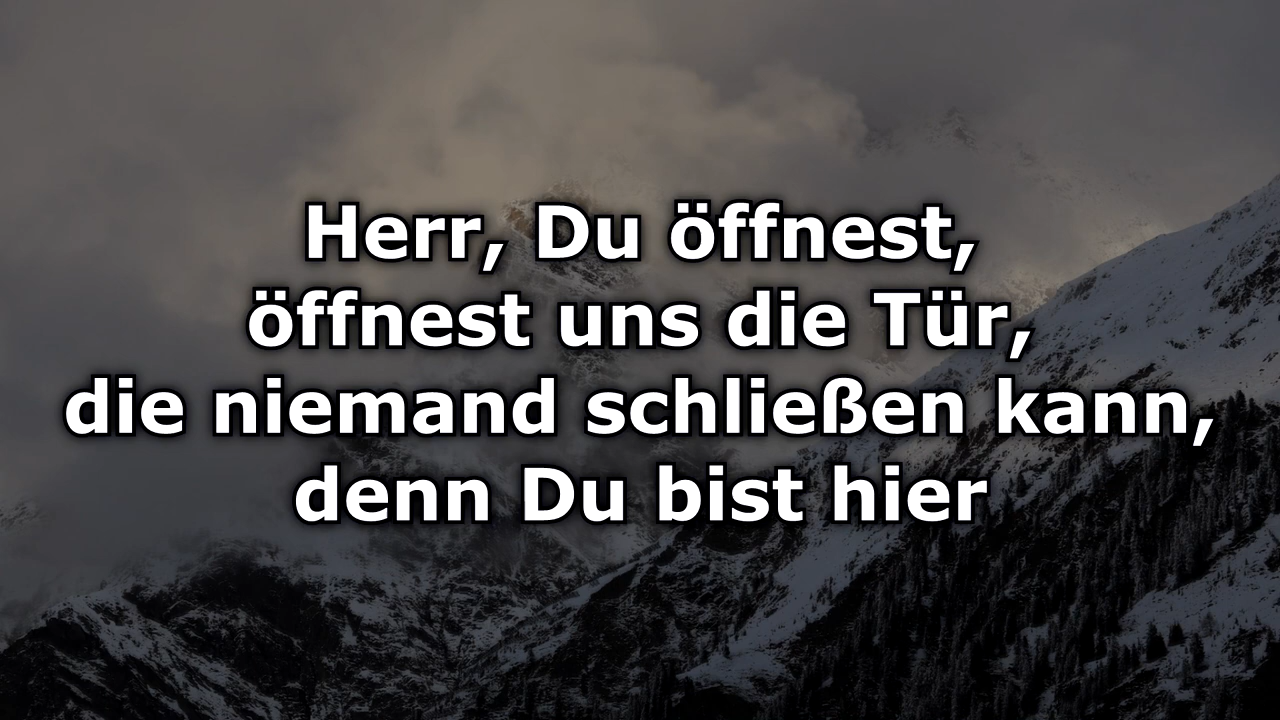 Herr, Du öffnest,
öffnest uns die Tür,
die niemand schließen kann,
denn Du bist hier